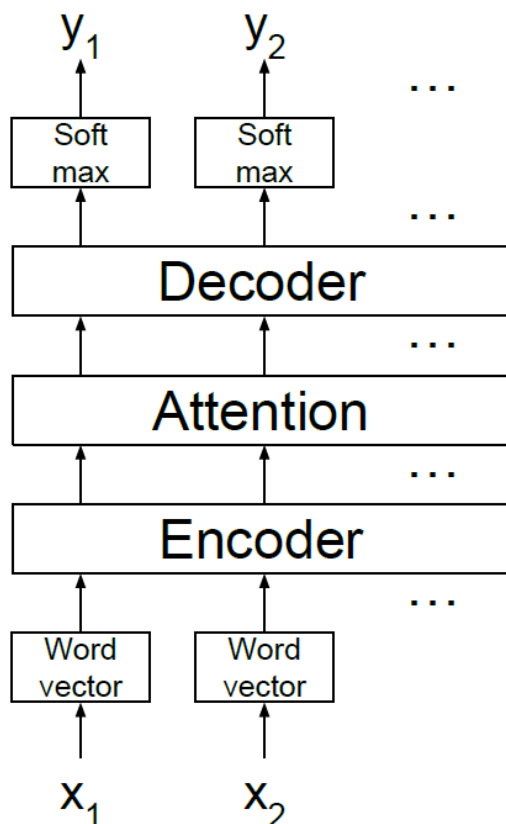 y1 y2 ...
Soft Soft
max max
...
Decoder
...
Attention
...
Encoder
...
Word Word
vector vector
x1 x2